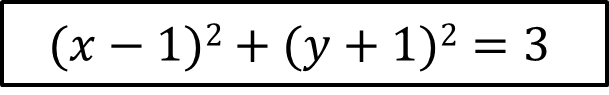 (x − 1)² + (y + 1)² = 3